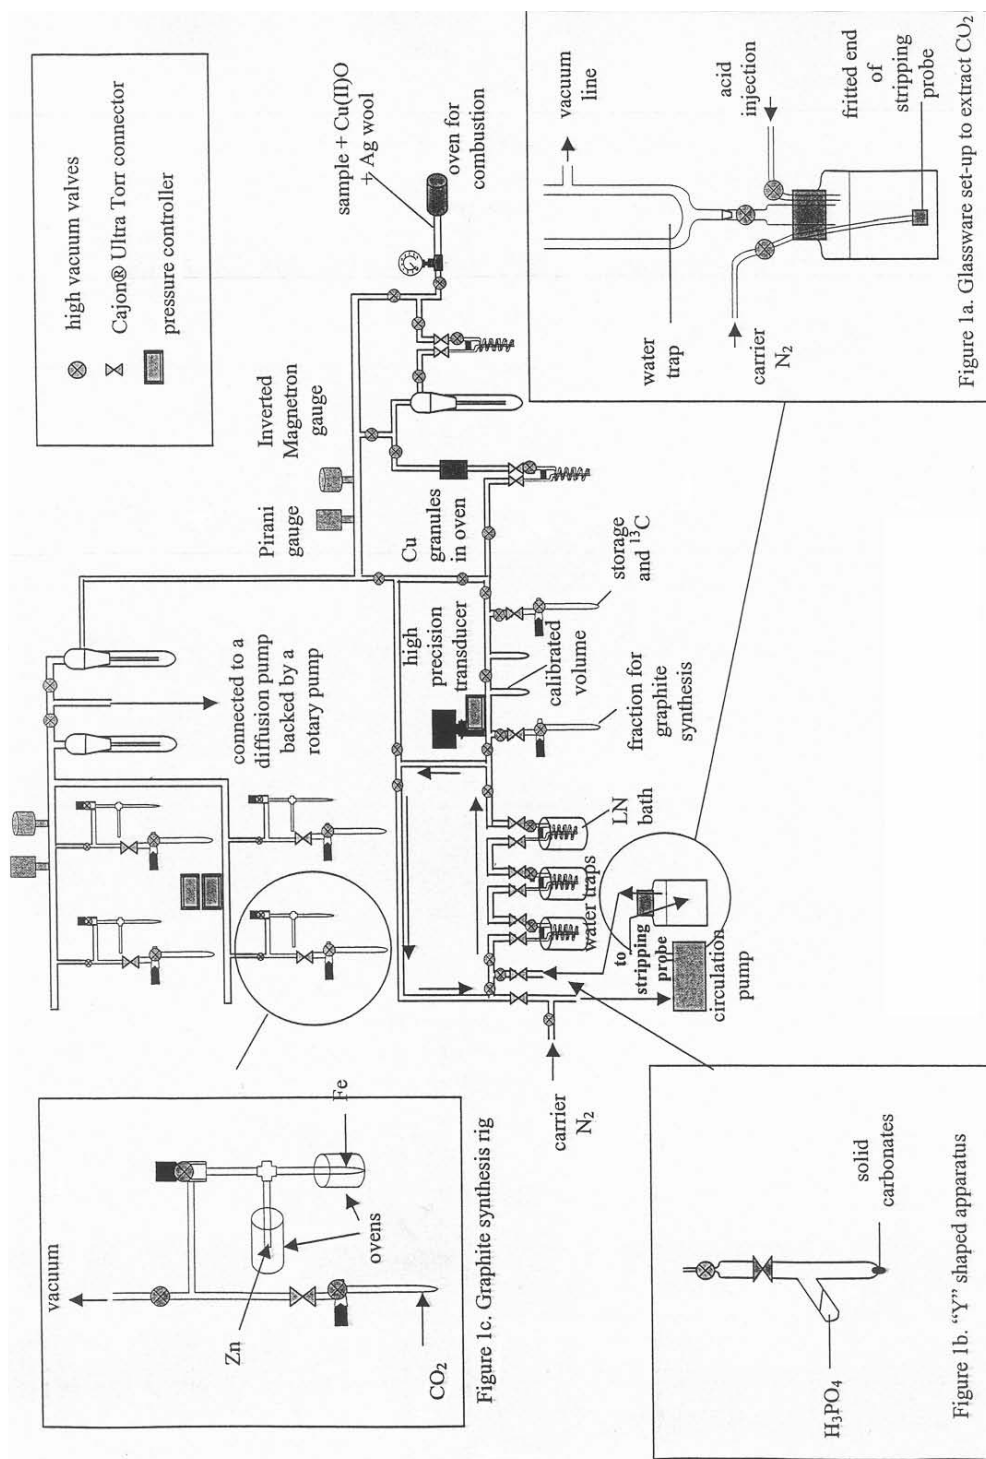 high vacuum valves
Cajon® Ultra Torr connector
pressure controller
sample + Cu(II)O
+ Ag wool
oven for
combustion
Inverted
Magnetron
gauge
Pirani
gauge
Cu
granules
in oven
storage
and ¹³C
high
precision
transducer
calibrated
volume
fraction for
graphite
synthesis
connected to a
diffusion pump
backed by a
rotary pump
LN
bath
water traps
to
stripping
probe
circulation
pump
carrier
N₂
vacuum
line
acid
injection
fritted end
of
stripping
probe
water
trap
carrier
N₂
Figure 1a. Glassware set-up to extract CO₂
vacuum
Fe
ovens
Zn
CO₂
Figure 1c. Graphite synthesis rig
solid
carbonates
H₃PO₄
Figure 1b. “Y” shaped apparatus